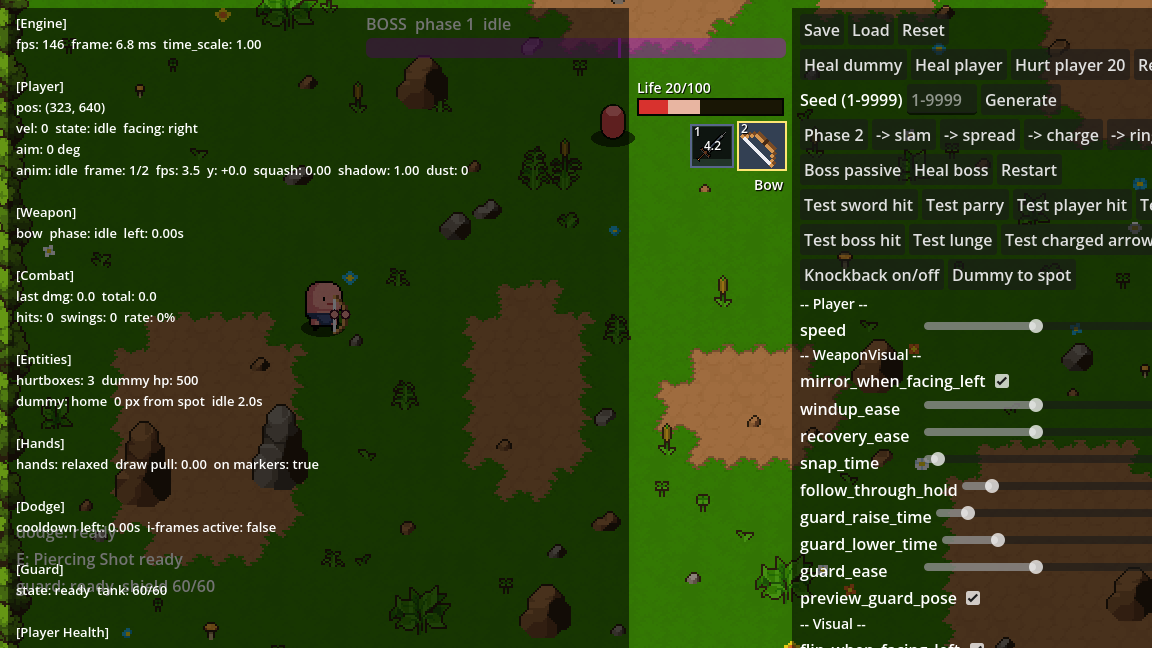 [Engine]
fps: 146 frame: 6.8 ms time_scale: 1.00
[Player]
pos: (323, 640)
vel: 0 state: idle facing: right
aim: 0 deg
anim: idle frame: 1/2 fps: 3.5 y: +0.0 squash: 0.00 shadow: 1.00 dust: 0
[Weapon]
bow phase: idle left: 0.00s
[Combat]
last dmg: 0.0 total: 0.0
hits: 0 swings: 0 rate: 0%
[Entities]
hurtboxes: 3 dummy hp: 500
dummy: home 0 px from spot idle 2.0s
[Hands]
hands: relaxed draw pull: 0.00 on markers: true
[Dodge]
cooldown left: 0.00s i-frames active: false
dodge: ready
E: Piercing Shot ready
[Guard]
guard: ready shield 60/60
state: ready tank: 60/60
[Player Health]
BOSS phase 1 idle
Life 20/100
1
4.2
2
Bow
Save Load Reset
Heal dummy Heal player Hurt player 20 Re
Seed (1-9999) 1-9999 Generate
Phase 2 -> slam -> spread -> charge -> rin
Boss passive Heal boss Restart
Test sword hit Test parry Test player hit Te
Test boss hit Test lunge Test charged arrow
Knockback on/off Dummy to spot
-- Player --
speed
-- WeaponVisual --
mirror_when_facing_left
windup_ease
recovery_ease
snap_time
follow_through_hold
guard_raise_time
guard_lower_time
guard_ease
preview_guard_pose
-- Visual --
flip_when_facing_left